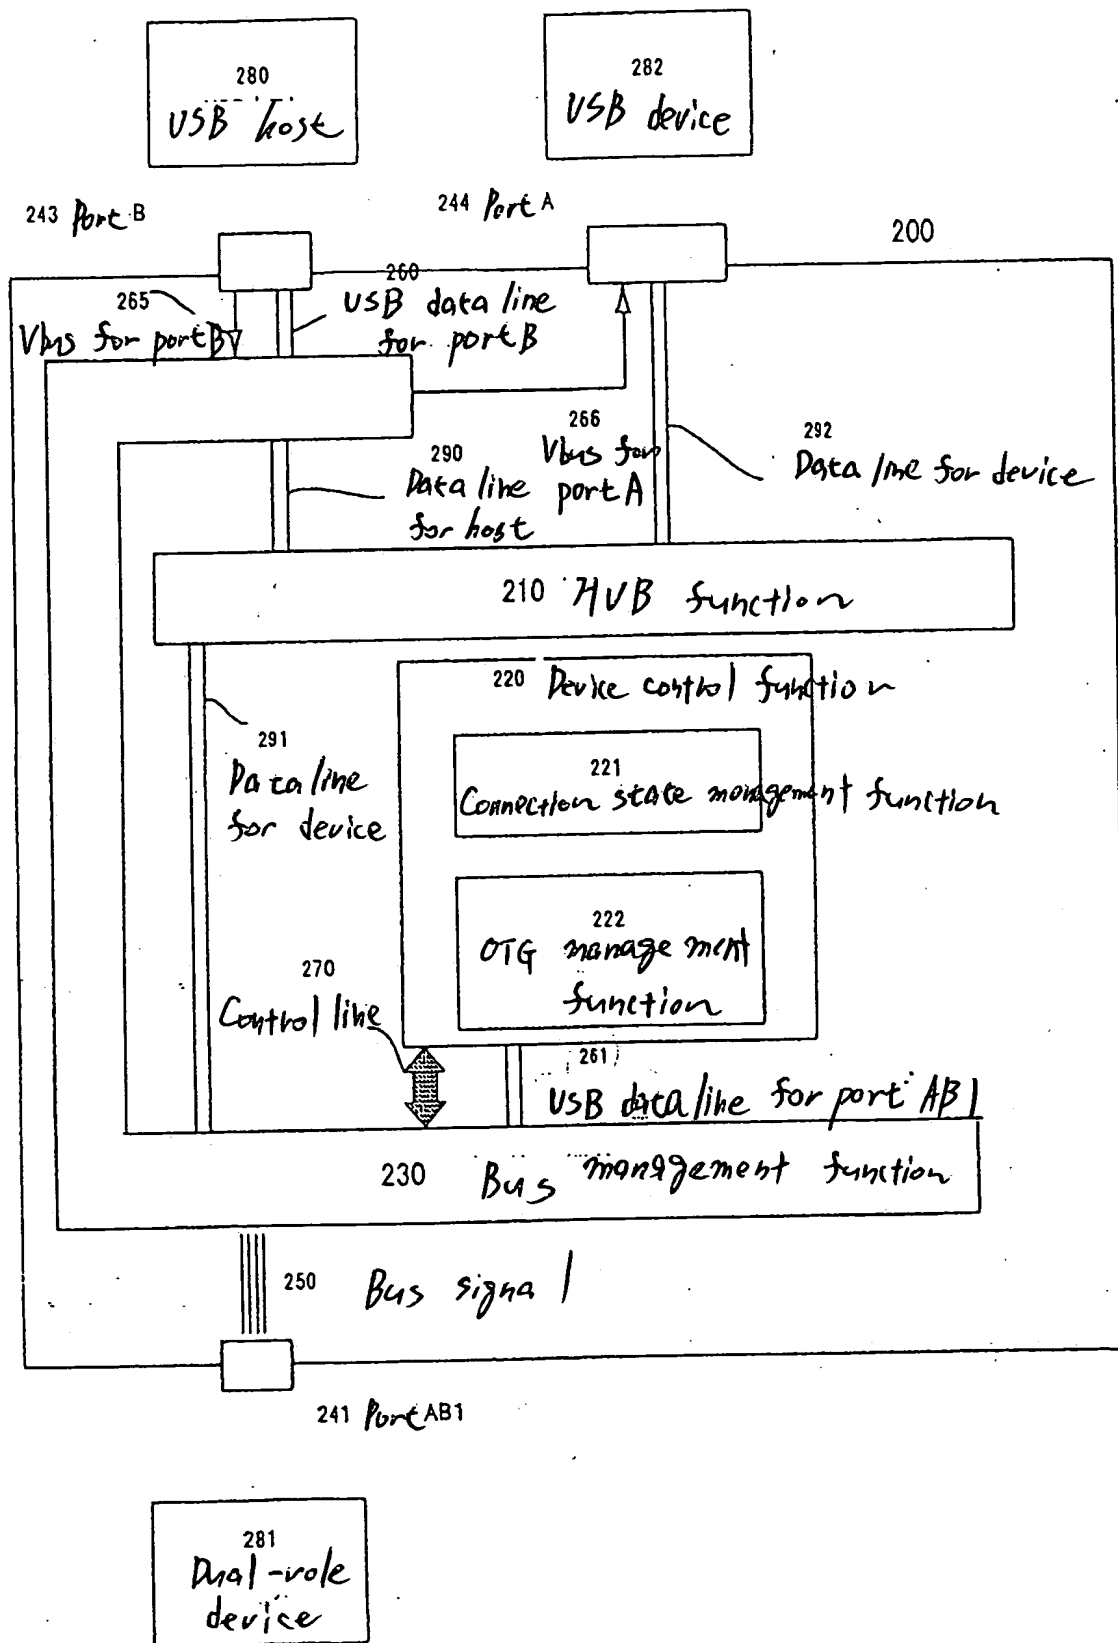 280
USB host
282
USB device
243 Port B
244 Port A
200
265
Vbus for port B
260
USB data line
for port B
266
Vbus for
port A
290
Data line
for host
292
Data line for device
210 HUB function
220 Device control function
221
Connection state management function
291
Data line
for device
222
OTG management
function
270
Control line
261
USB data line for port AB1
230 Bus management function
250 Bus signal
241 Port AB1
281
Dual-role
device